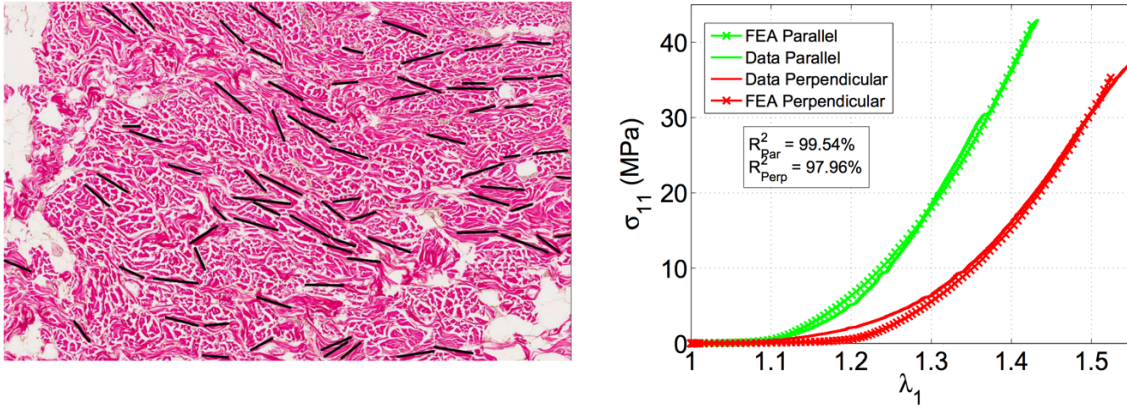 FEA Parallel
Data Parallel
Data Perpendicular
FEA Perpendicular
R²Par = 99.54%
R²Perp = 97.96%
σ11 (MPa)
40
30
20
10
0
1 1.1 1.2 1.3 1.4 1.5
λ1